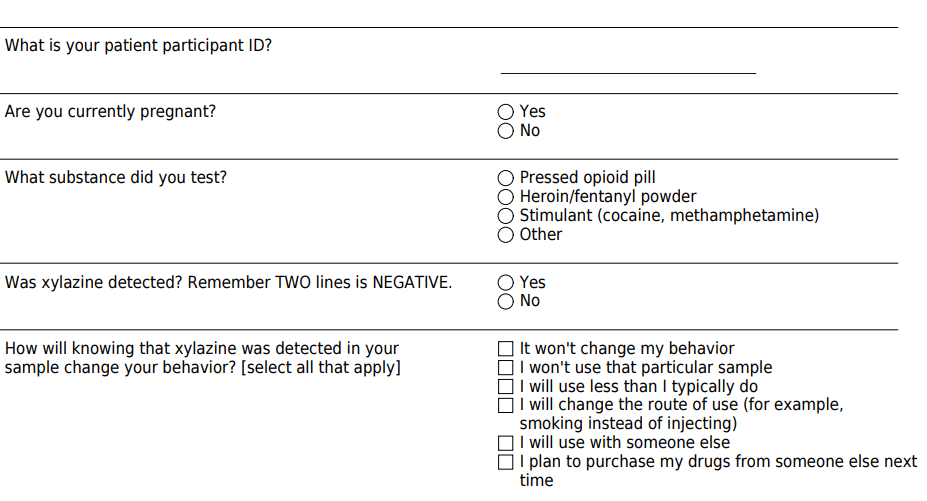 What is your patient participant ID?
Are you currently pregnant?
Yes
No
What substance did you test?
Pressed opioid pill
Heroin/fentanyl powder
Stimulant (cocaine, methamphetamine)
Other
Was xylazine detected? Remember TWO lines is NEGATIVE.
Yes
No
How will knowing that xylazine was detected in your
sample change your behavior? [select all that apply]
It won't change my behavior
I won't use that particular sample
I will use less than I typically do
I will change the route of use (for example,
smoking instead of injecting)
I will use with someone else
I plan to purchase my drugs from someone else next
time